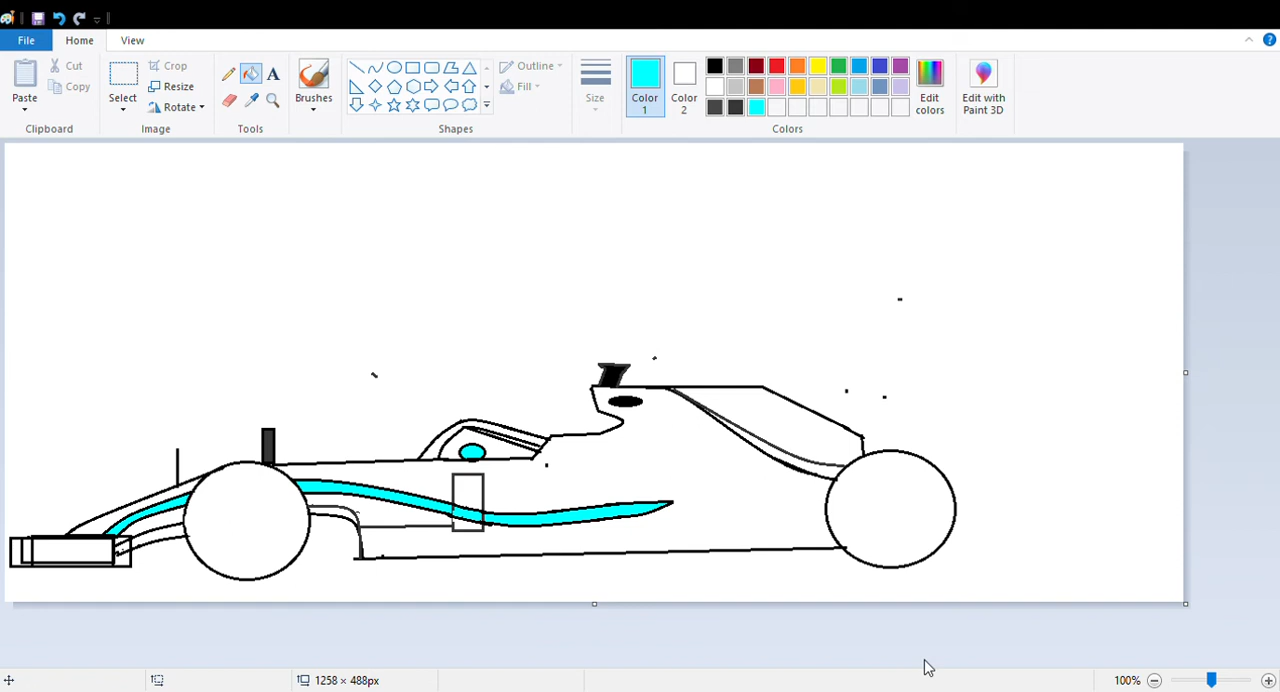 File Home View
Paste
Cut
Copy
Clipboard
Select
Crop
Resize
Rotate
Image
A
Tools
Brushes
Outline
Fill
Shapes
Size
Color 1
Color 2
Edit colors
Colors
Edit with Paint 3D
1258 × 488px
100%